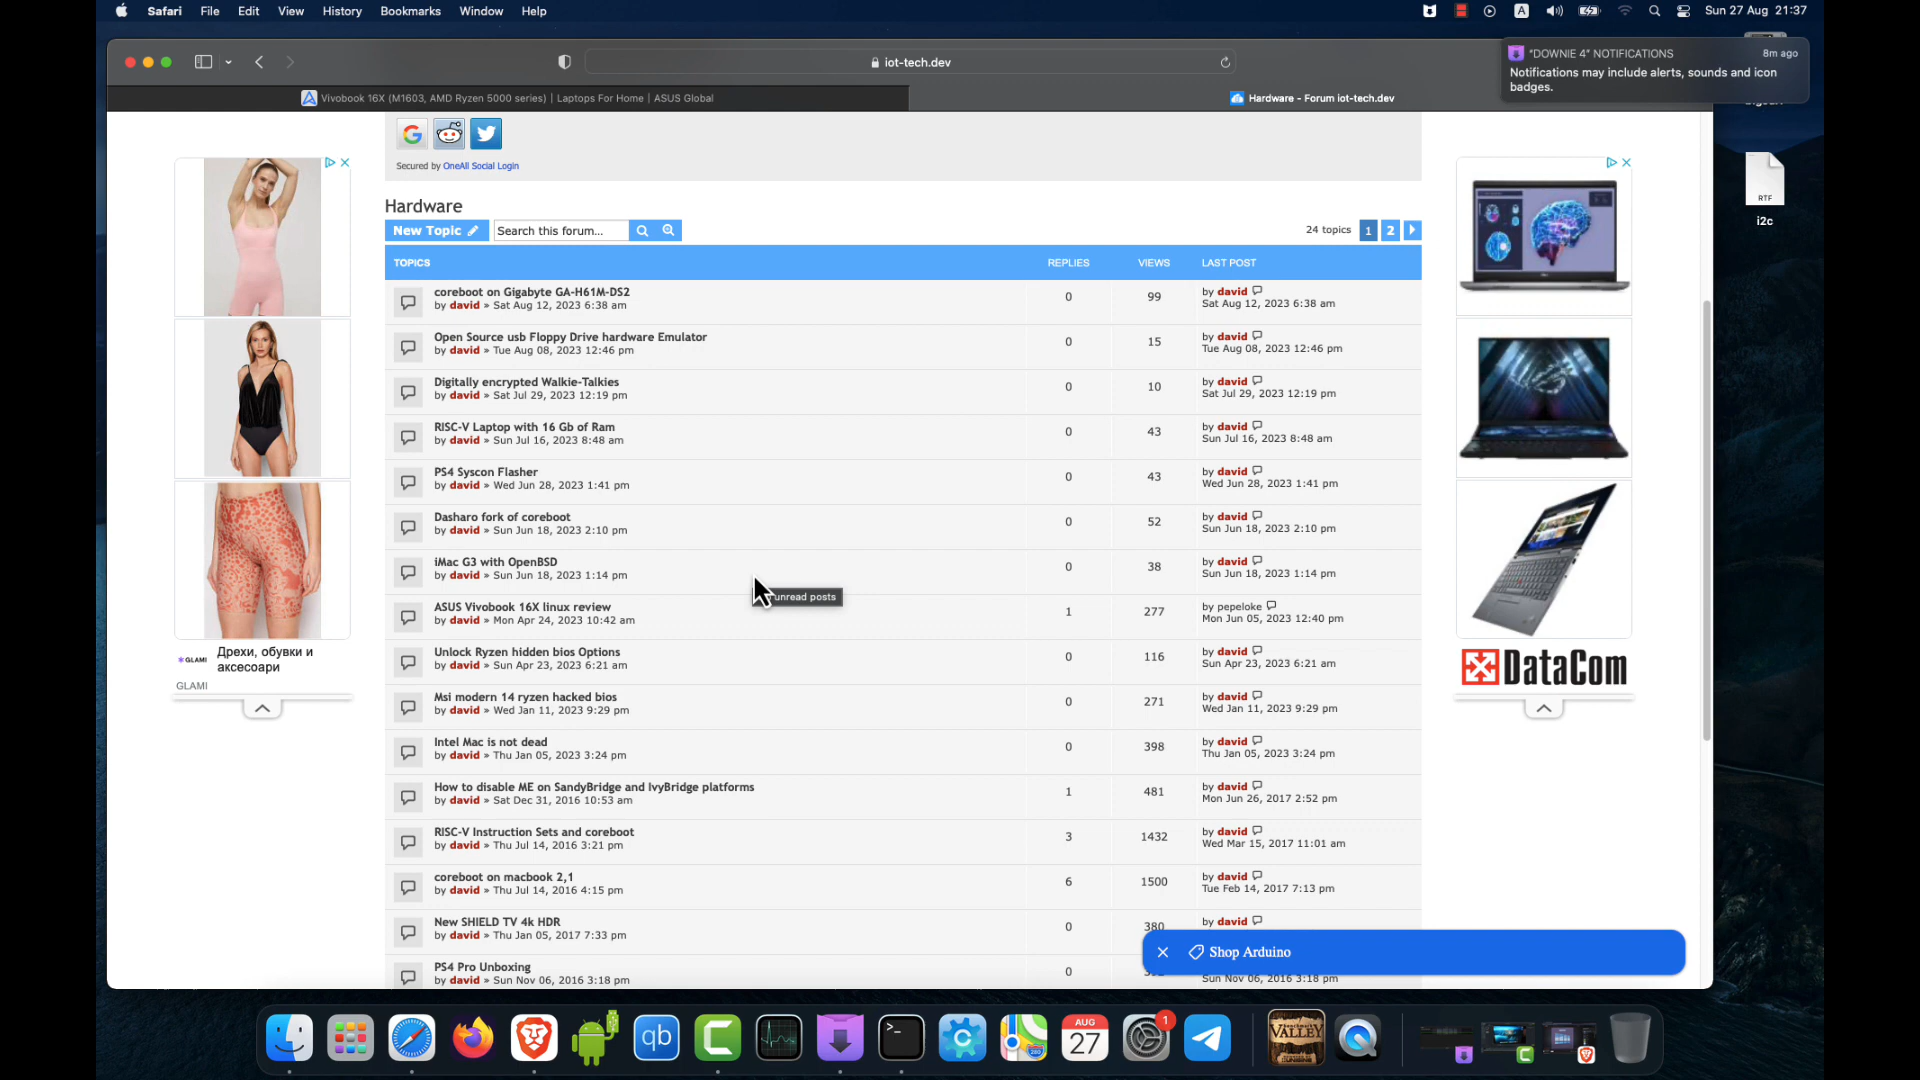 Safari File Edit View History Bookmarks Window Help
A
Sun 27 Aug 21:37
iot-tech.dev
"DOWNIE 4" NOTIFICATIONS 8m ago
Notifications may include alerts, sounds and icon
badges.
Vivobook 16X (M1603, AMD Ryzen 5000 series) | Laptops For Home | ASUS Global
Hardware - Forum iot-tech.dev
Secured by OneAll Social Login
RTF
i2c
Hardware
New Topic
Search this forum...
24 topics 1 2
TOPICS REPLIES VIEWS LAST POST
coreboot on Gigabyte GA-H61M-DS2
by david » Sat Aug 12, 2023 6:38 am
0 99
by david
Sat Aug 12, 2023 6:38 am
Open Source usb Floppy Drive hardware Emulator
by david » Tue Aug 08, 2023 12:46 pm
0 15
by david
Tue Aug 08, 2023 12:46 pm
Digitally encrypted Walkie-Talkies
by david » Sat Jul 29, 2023 12:19 pm
0 10
by david
Sat Jul 29, 2023 12:19 pm
RISC-V Laptop with 16 Gb of Ram
by david » Sun Jul 16, 2023 8:48 am
0 43
by david
Sun Jul 16, 2023 8:48 am
PS4 Syscon Flasher
by david » Wed Jun 28, 2023 1:41 pm
0 43
by david
Wed Jun 28, 2023 1:41 pm
Dasharo fork of coreboot
by david » Sun Jun 18, 2023 2:10 pm
0 52
by david
Sun Jun 18, 2023 2:10 pm
iMac G3 with OpenBSD
by david » Sun Jun 18, 2023 1:14 pm
0 38
by david
Sun Jun 18, 2023 1:14 pm
unread posts
ASUS Vivobook 16X linux review
by david » Mon Apr 24, 2023 10:42 am
1 277
by pepeloke
Mon Jun 05, 2023 12:40 pm
Unlock Ryzen hidden bios Options
by david » Sun Apr 23, 2023 6:21 am
0 116
by david
Sun Apr 23, 2023 6:21 am
Msi modern 14 ryzen hacked bios
by david » Wed Jan 11, 2023 9:29 pm
0 271
by david
Wed Jan 11, 2023 9:29 pm
Intel Mac is not dead
by david » Thu Jan 05, 2023 3:24 pm
0 398
by david
Thu Jan 05, 2023 3:24 pm
How to disable ME on SandyBridge and IvyBridge platforms
by david » Sat Dec 31, 2016 10:53 am
1 481
by david
Mon Jun 26, 2017 2:52 pm
RISC-V Instruction Sets and coreboot
by david » Thu Jul 14, 2016 3:21 pm
3 1432
by david
Wed Mar 15, 2017 11:01 am
coreboot on macbook 2,1
by david » Thu Jul 14, 2016 4:15 pm
6 1500
by david
Tue Feb 14, 2017 7:13 pm
New SHIELD TV 4k HDR
by david » Thu Jan 05, 2017 7:33 pm
0 380
by david
PS4 Pro Unboxing
by david » Sun Nov 06, 2016 3:18 pm
0
Sun Nov 06, 2016 3:18 pm
GLAMI
Дрехи, обувки и
аксесоари
GLAMI
DataCom
Shop Arduino
qb
AUG
27
1
VALLEY